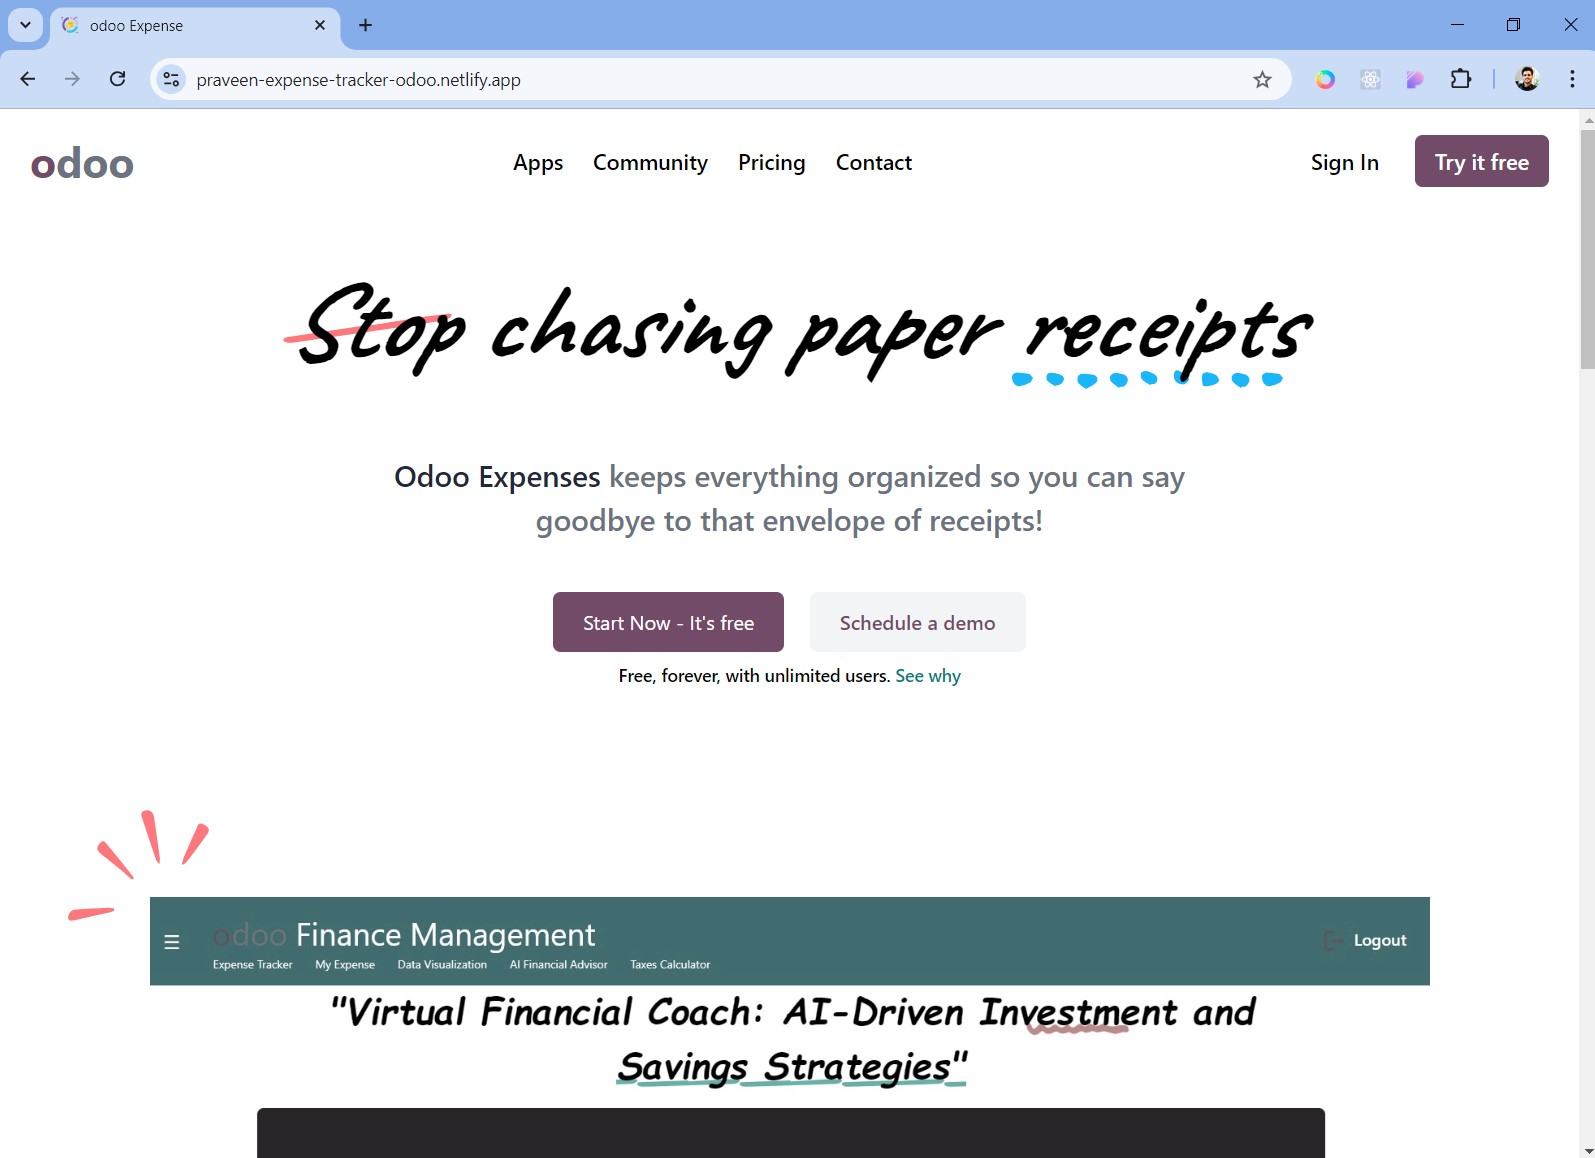 odoo Expense
praveen-expense-tracker-odoo.netlify.app
odoo
Apps Community Pricing Contact
Sign In Try it free
Stop chasing paper receipts
Odoo Expenses keeps everything organized so you can say
goodbye to that envelope of receipts!
Start Now - It's free Schedule a demo
Free, forever, with unlimited users. See why
odoo Finance Management
Logout
Expense Tracker My Expense Data Visualization AI Financial Advisor Taxes Calculator
"Virtual Financial Coach: AI-Driven Investment and
Savings Strategies"